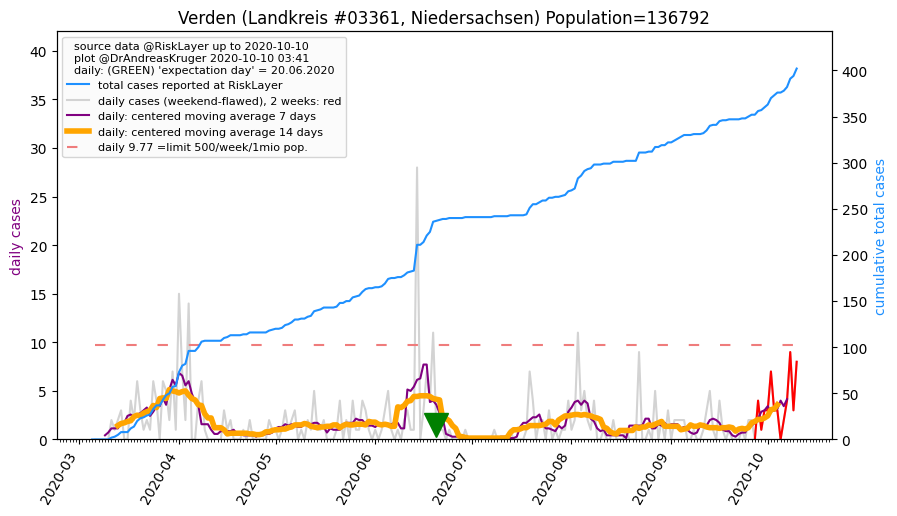 Verden (Landkreis #03361, Niedersachsen) Population=136792
source data @RiskLayer up to 2020-10-10
plot @DrAndreasKruger 2020-10-10 03:41
daily: (GREEN) 'expectation day' = 20.06.2020
total cases reported at RiskLayer
daily cases (weekend-flawed), 2 weeks: red
daily: centered moving average 7 days
daily: centered moving average 14 days
daily 9.77 =limit 500/week/1mio pop.
daily cases
40
35
30
25
20
15
10
5
0
cumulative total cases
400
350
300
250
200
150
100
50
0
2020-03
2020-04
2020-05
2020-06
2020-07
2020-08
2020-09
2020-10